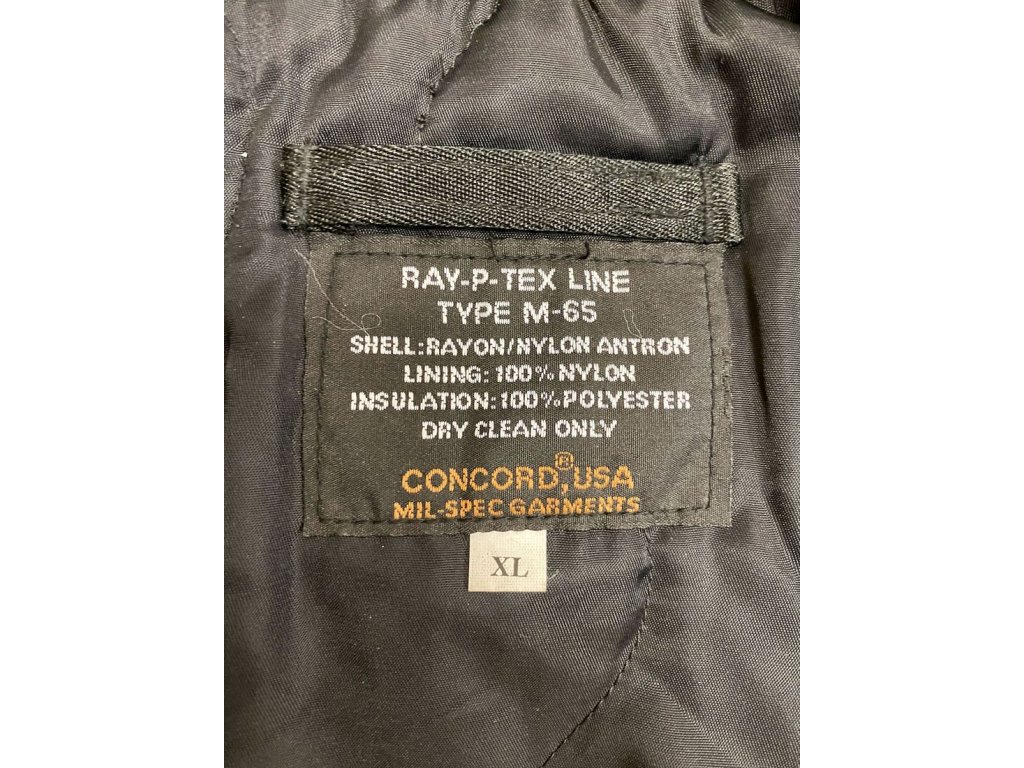 RAY-P-TEX LINE
TYPE M-65
SHELL:RAYON/NYLON ANTRON
LINING: 100% NYLON
INSULATION:100% POLYESTER
DRY CLEAN ONLY
CONCORD,® USA
MIL-SPEC GARMENTS
XL